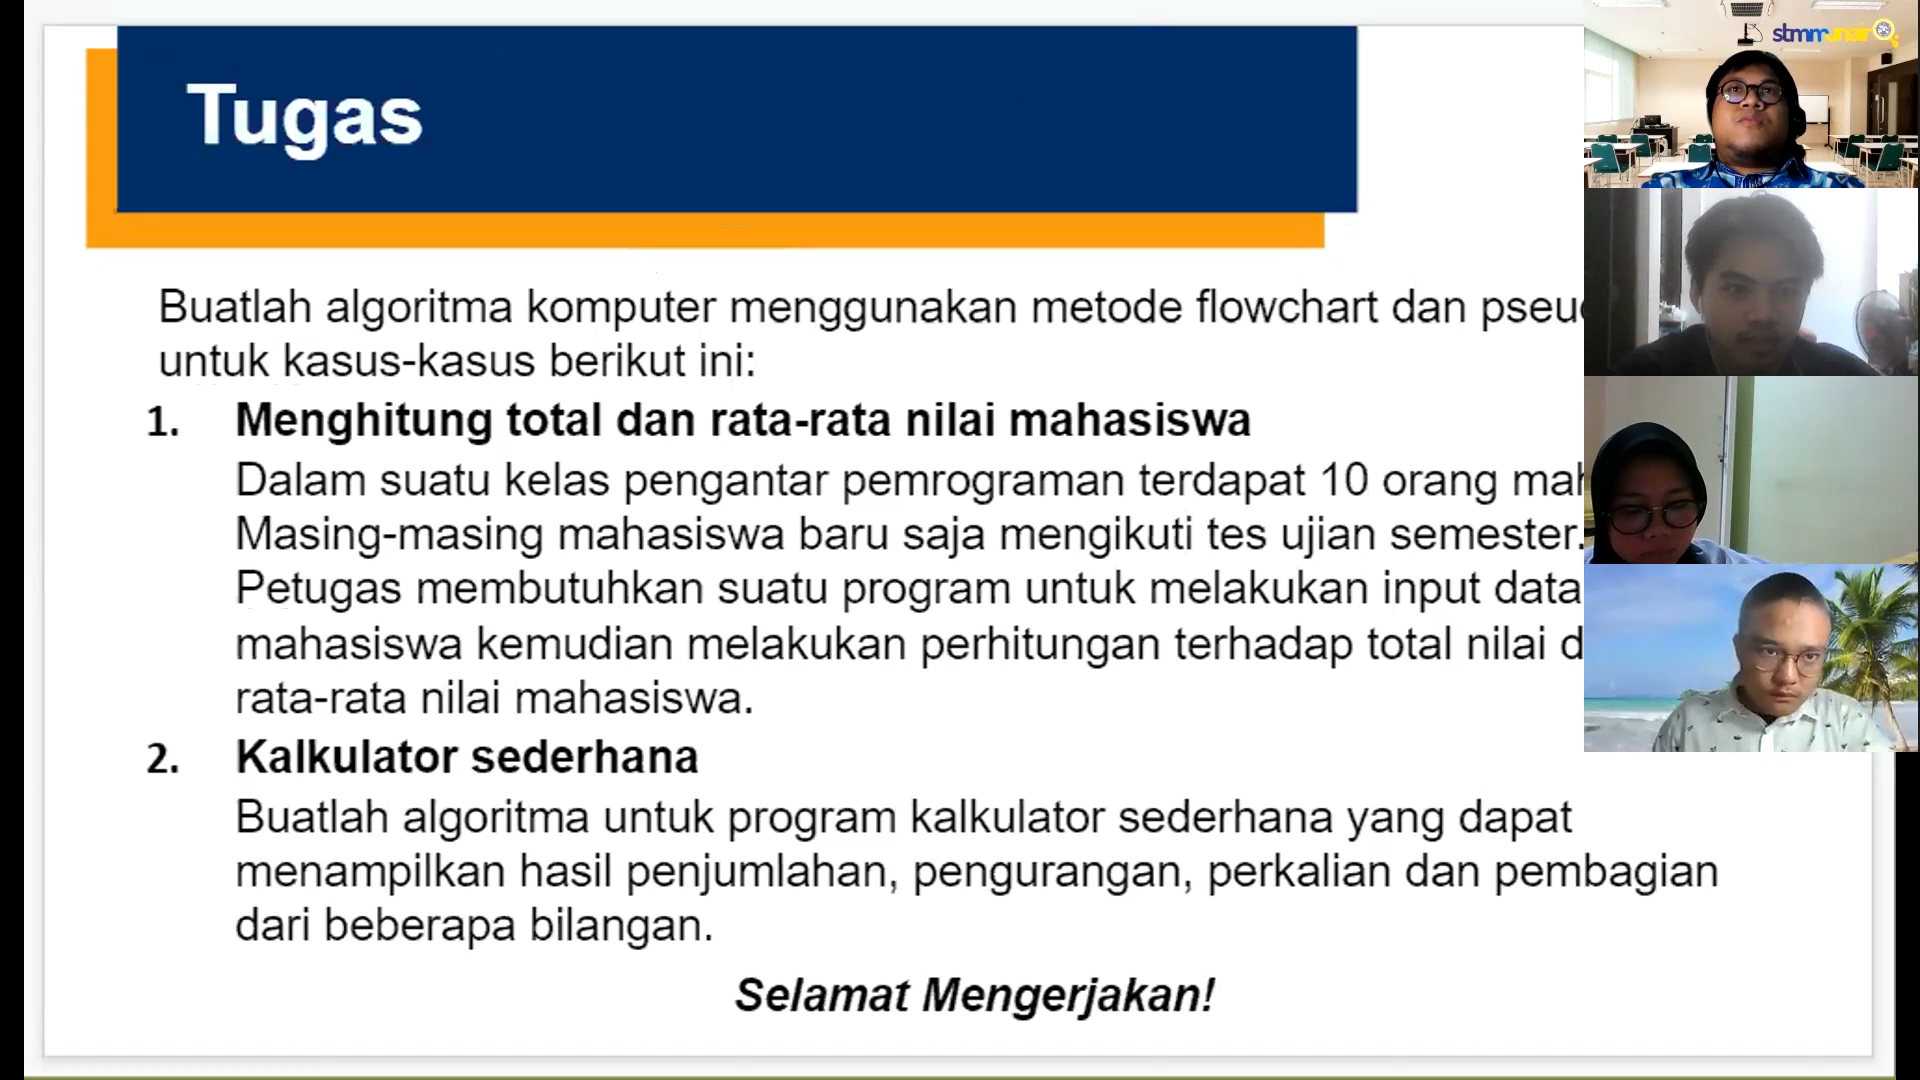 Tugas
Buatlah algoritma komputer menggunakan metode flowchart dan
untuk kasus-kasus berikut ini:
1. Menghitung total dan rata-rata nilai mahasiswa
Dalam suatu kelas pengantar pemrograman terdapat 10 orang
Masing-masing mahasiswa baru saja mengikuti tes ujian semester.
Petugas membutuhkan suatu program untuk melakukan input data
mahasiswa kemudian melakukan perhitungan terhadap total nilai
rata-rata nilai mahasiswa.
2. Kalkulator sederhana
Buatlah algoritma untuk program kalkulator sederhana yang dapat
menampilkan hasil penjumlahan, pengurangan, perkalian dan pembagian
dari beberapa bilangan.
Selamat Mengerjakan!